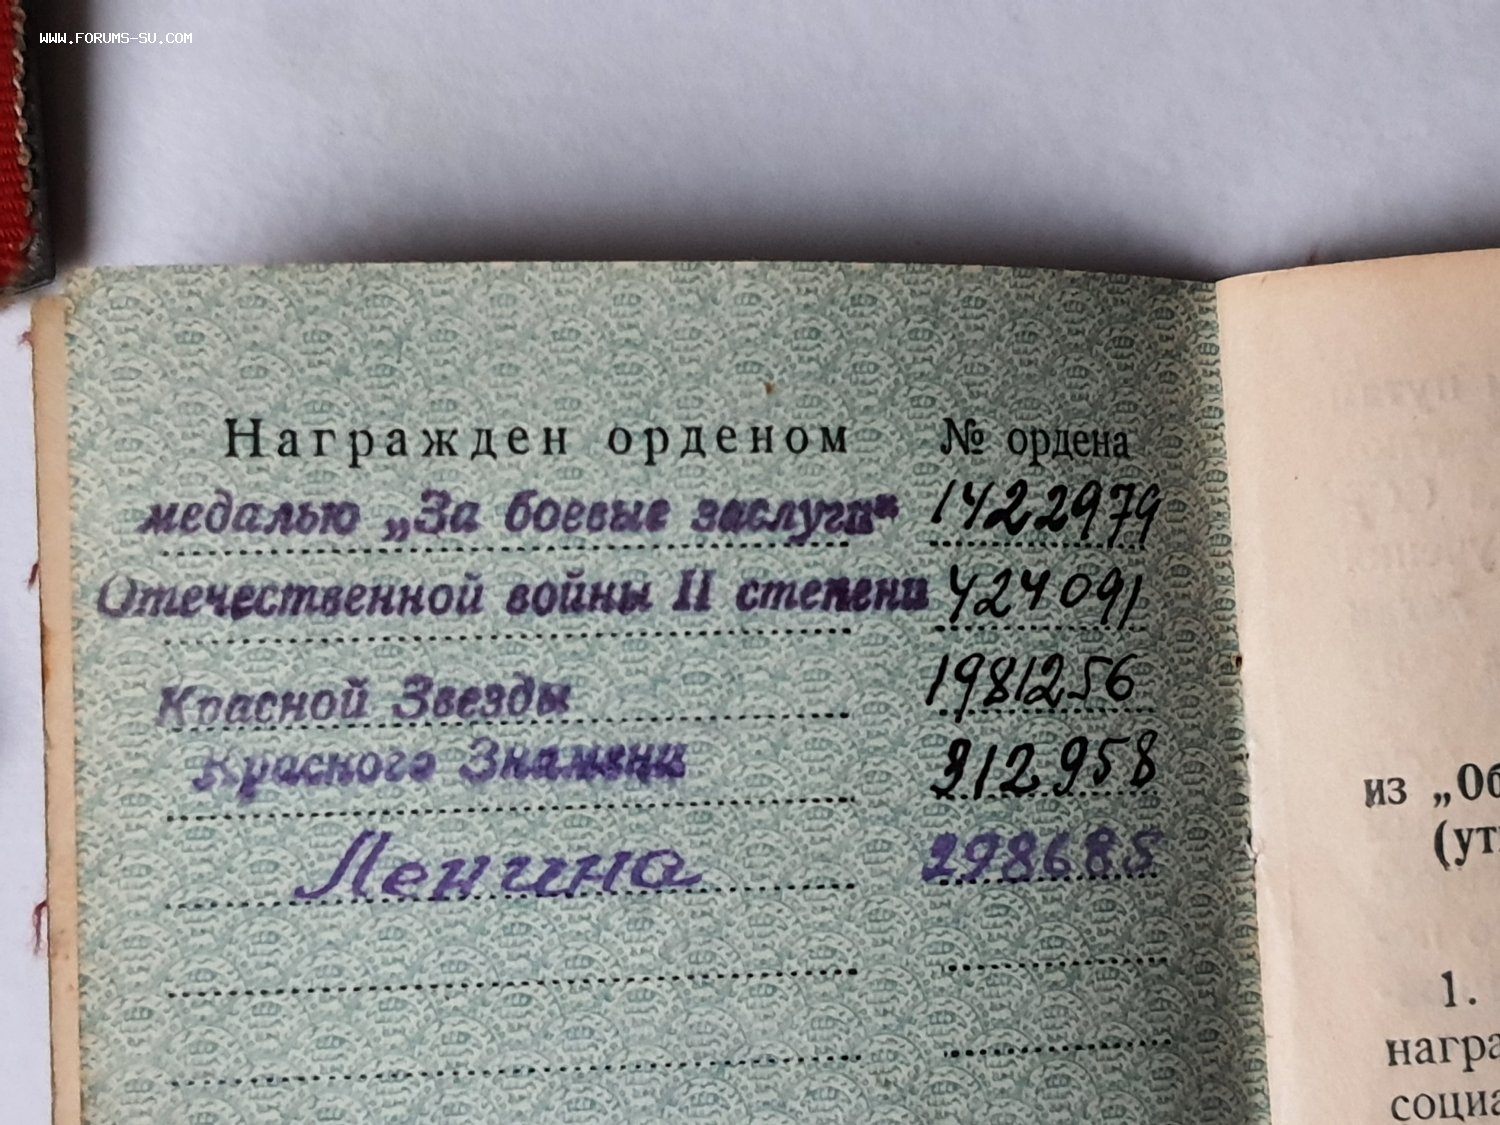 WWW.FORUMS-SU.COM
Награжден орденом № ордена
медалью „За боевые заслуги“ 1422979
Отечественной войны II степени 424091
Красной Звезды 1981256
Красного Знамени 312958
Ленина 298685
из „Об
(ут
1.
награ
социа